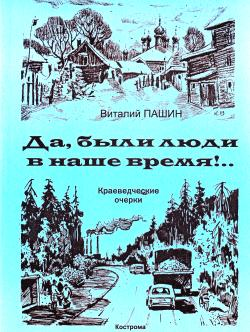 Виталий ПАШИН
Да, были люди
в наше время!..
Краеведческие
очерки
Кострома